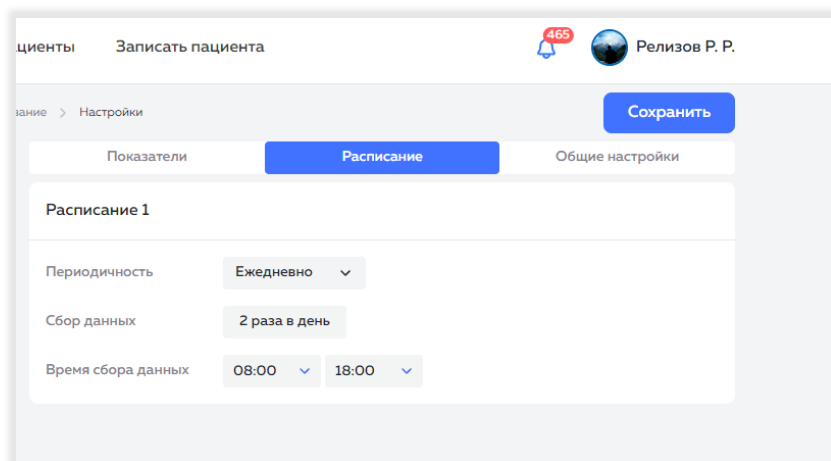 циенты Записать пациента 465 Релизов Р. Р.
вание > Настройки Сохранить
Показатели Расписание Общие настройки
Расписание 1
Периодичность Ежедневно
Сбор данных 2 раза в день
Время сбора данных 08:00 18:00